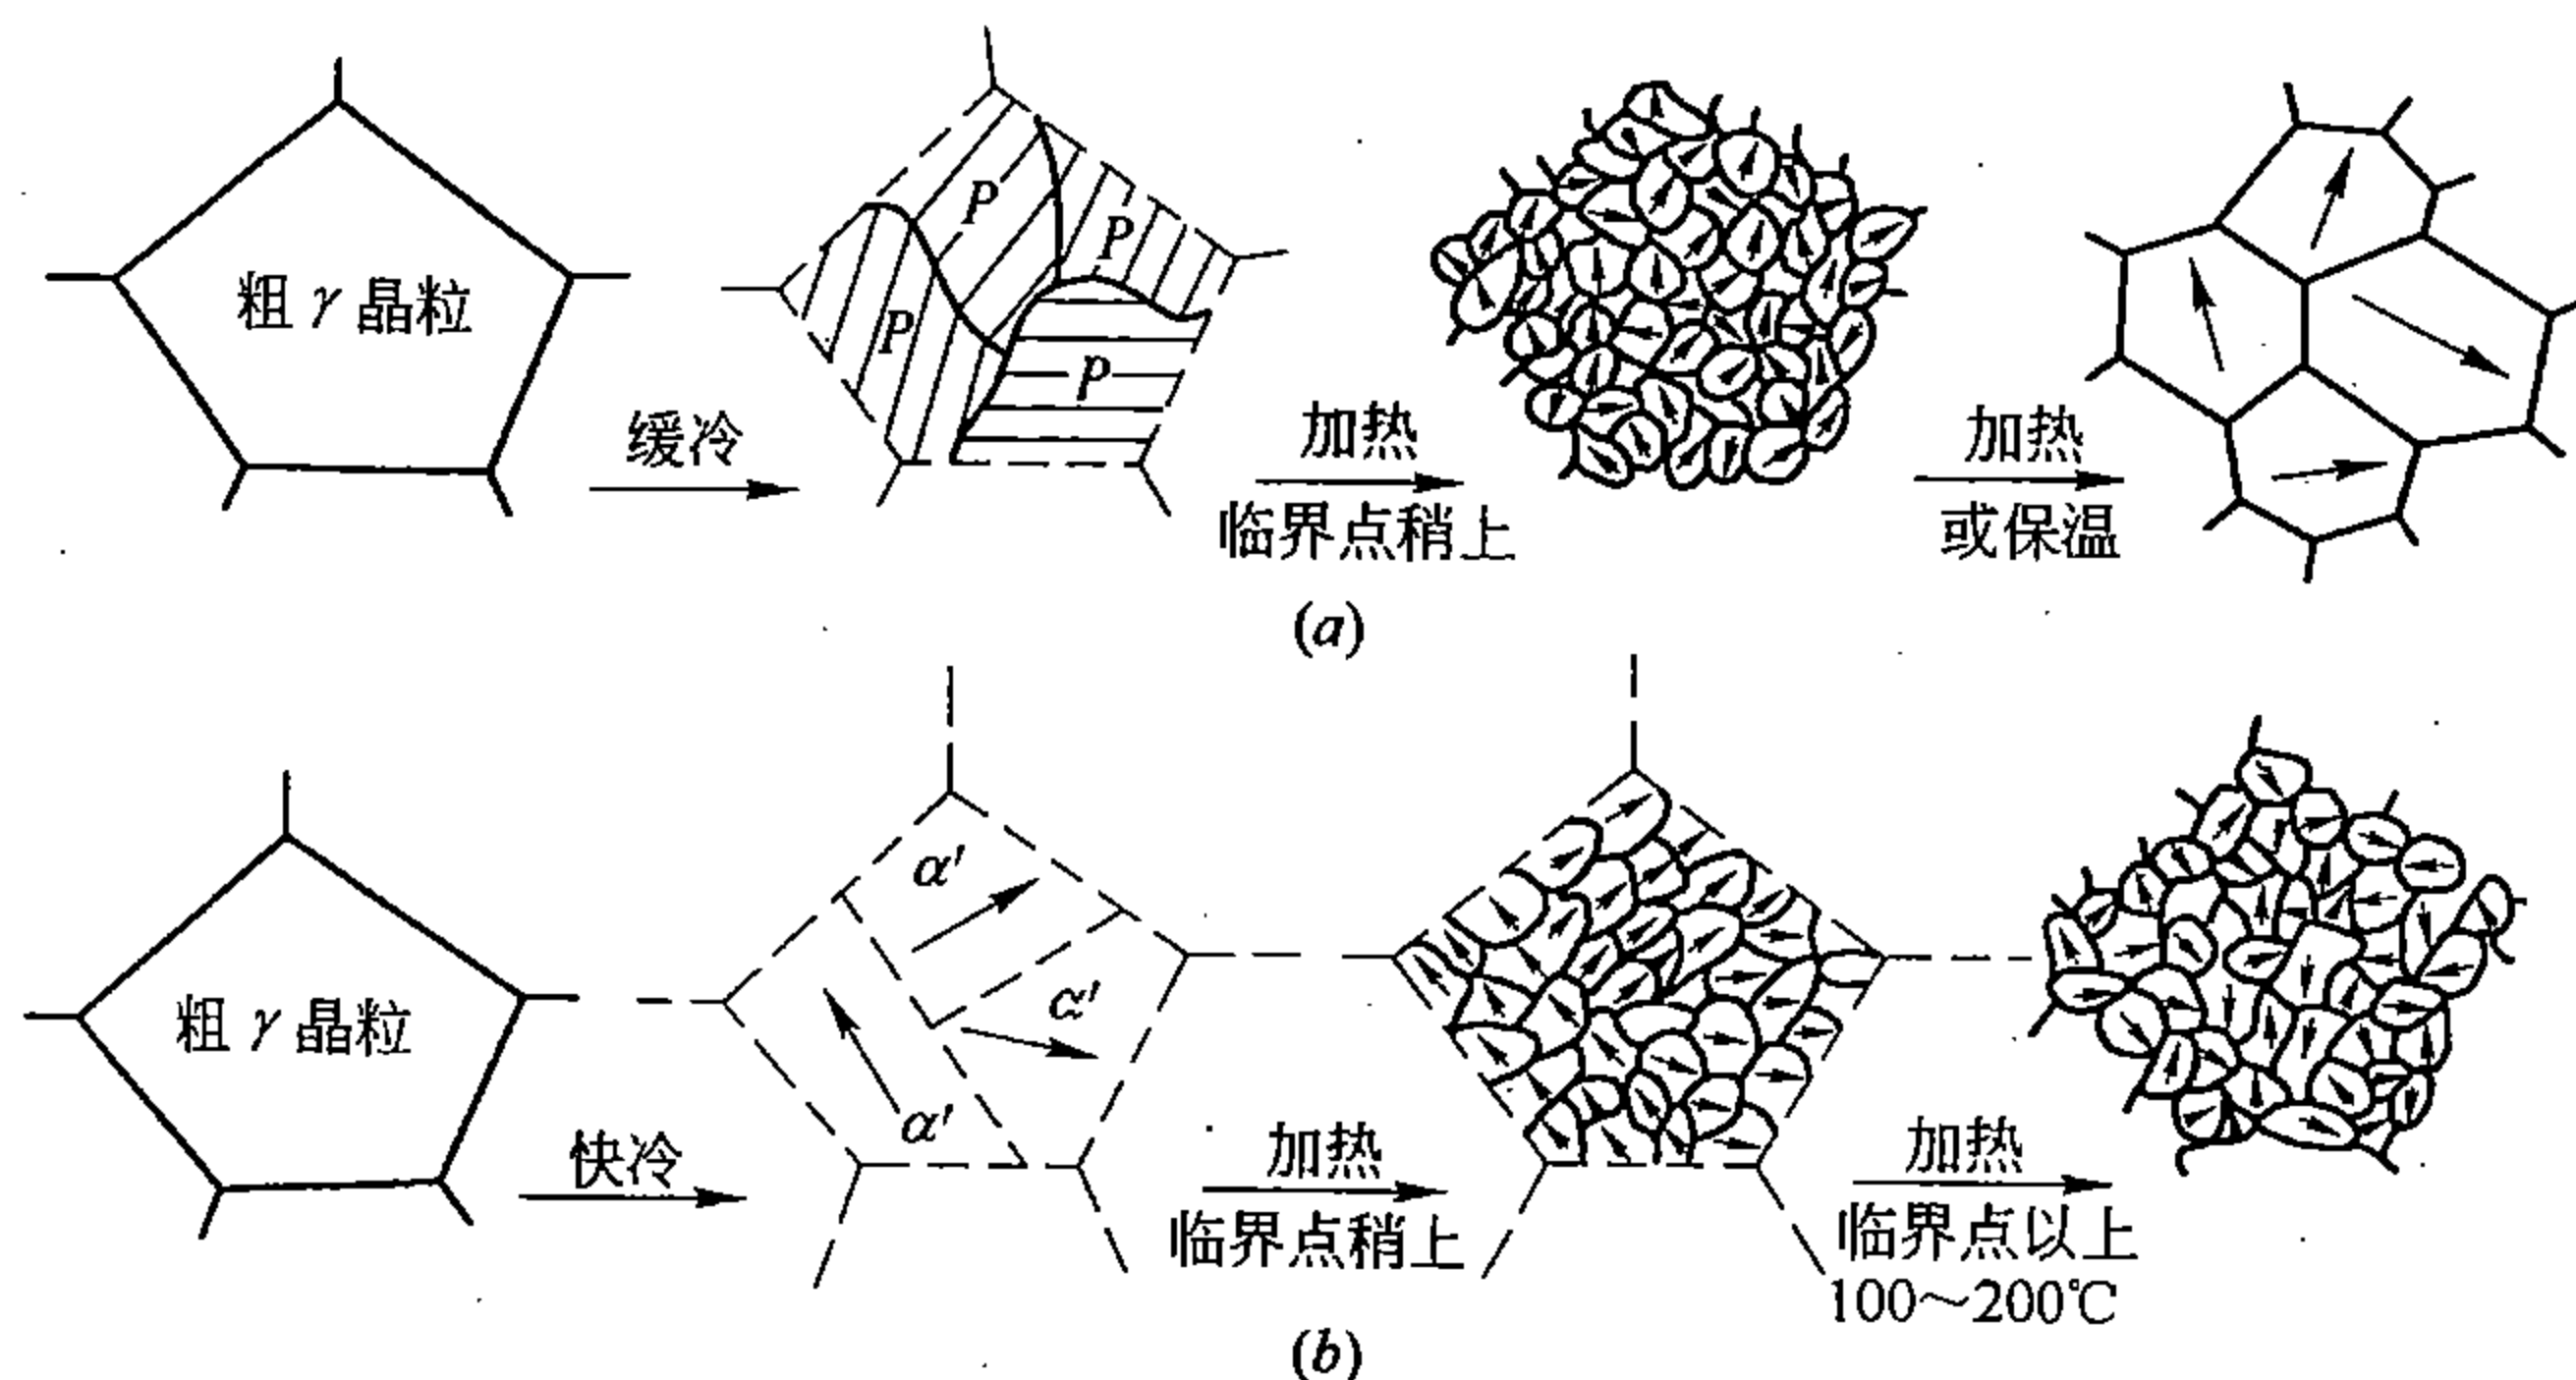 粗 γ 晶粒
缓冷
P
P
P
P
加热
临界点稍上
加热
或保温
(a)
粗 γ 晶粒
快冷
α′
α′
α′
加热
临界点稍上
加热
临界点以上
100～200℃
(b)